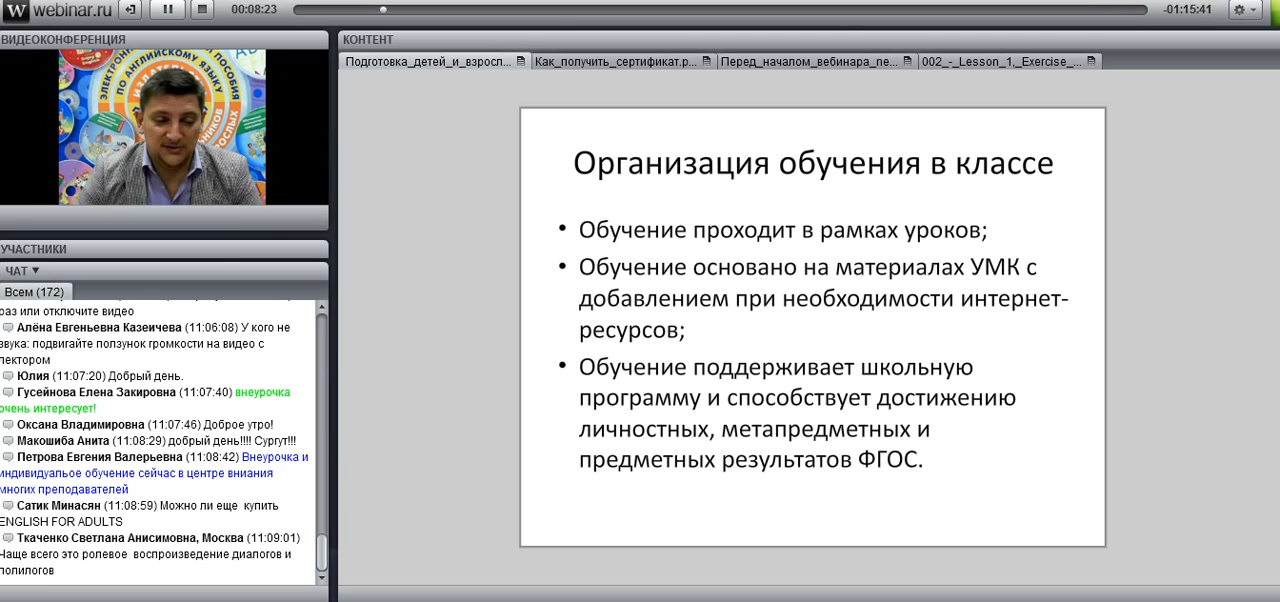 W webinar.ru
00:08:23
-01:15:41
ВИДЕОКОНФЕРЕНЦИЯ
ЭЛЕКТРОННЫЕ ПОСОБИЯ
ПО АНГЛИЙСКОМУ ЯЗЫКУ
УЧАСТНИКИ
ЧАТ
Всем (172)
раз или отключите видео
Алёна Евгеньевна Казеичева (11:06:08) У кого не
звука: подвигайте ползунок громкости на видео с
лектором
Юлия (11:07:20) Добрый день.
Гусейнова Елена Закировна (11:07:40) внеурочка
очень интересует!
Оксана Владимировна (11:07:46) Доброе утро!
Макошиба Анита (11:08:29) добрый день!!!! Сургут!!!
Петрова Евгения Валерьевна (11:08:42) Внеурочка и
индивидуальое обучение сейчас в центре вниания
многих преподавателей
Сатик Минасян (11:08:59) Можно ли еще купить
ENGLISH FOR ADULTS
Ткаченко Светлана Анисимовна, Москва (11:09:01)
Чаще всего это ролевое воспроизведение диалогов и
полилогов
КОНТЕНТ
Подготовка_детей_и_взросл...
Как_получить_сертификат.p...
Перед_началом_вебинара_ne...
002_-_Lesson_1,_Exercise_...
Организация обучения в классе
• Обучение проходит в рамках уроков;
• Обучение основано на материалах УМК с
добавлением при необходимости интернет-
ресурсов;
• Обучение поддерживает школьную
программу и способствует достижению
личностных, метапредметных и
предметных результатов ФГОС.